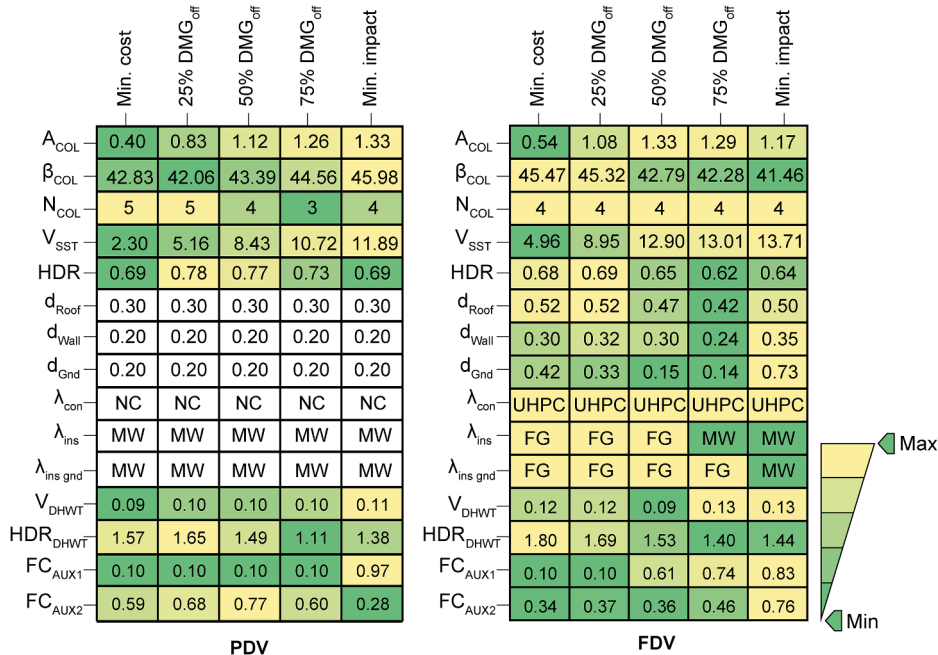 Min. cost 25% DMGoff 50% DMGoff 75% DMGoff Min. impact Min. cost 25% DMGoff 50% DMGoff 75% DMGoff Min. impact
ACOL 0.40 0.83 1.12 1.26 1.33 ACOL 0.54 1.08 1.33 1.29 1.17
βCOL 42.83 42.06 43.39 44.56 45.98 βCOL 45.47 45.32 42.79 42.28 41.46
NCOL 5 5 4 3 4 NCOL 4 4 4 4 4
VSST 2.30 5.16 8.43 10.72 11.89 VSST 4.96 8.95 12.90 13.01 13.71
HDR 0.69 0.78 0.77 0.73 0.69 HDR 0.68 0.69 0.65 0.62 0.64
dRoof 0.30 0.30 0.30 0.30 0.30 dRoof 0.52 0.52 0.47 0.42 0.50
dWall 0.20 0.20 0.20 0.20 0.20 dWall 0.30 0.32 0.30 0.24 0.35
dGnd 0.20 0.20 0.20 0.20 0.20 dGnd 0.42 0.33 0.15 0.14 0.73
λcon NC NC NC NC NC λcon UHPC UHPC UHPC UHPC UHPC
λins MW MW MW MW MW λins FG FG FG MW MW
λins gnd MW MW MW MW MW λins gnd FG FG FG FG MW
VDHWT 0.09 0.10 0.10 0.10 0.11 VDHWT 0.12 0.12 0.09 0.13 0.13
HDRDHWT 1.57 1.65 1.49 1.11 1.38 HDRDHWT 1.80 1.69 1.53 1.40 1.44
FCAUX1 0.10 0.10 0.10 0.10 0.97 FCAUX1 0.10 0.10 0.61 0.74 0.83
FCAUX2 0.59 0.68 0.77 0.60 0.28 FCAUX2 0.34 0.37 0.36 0.46 0.76
PDV FDV
Max
Min